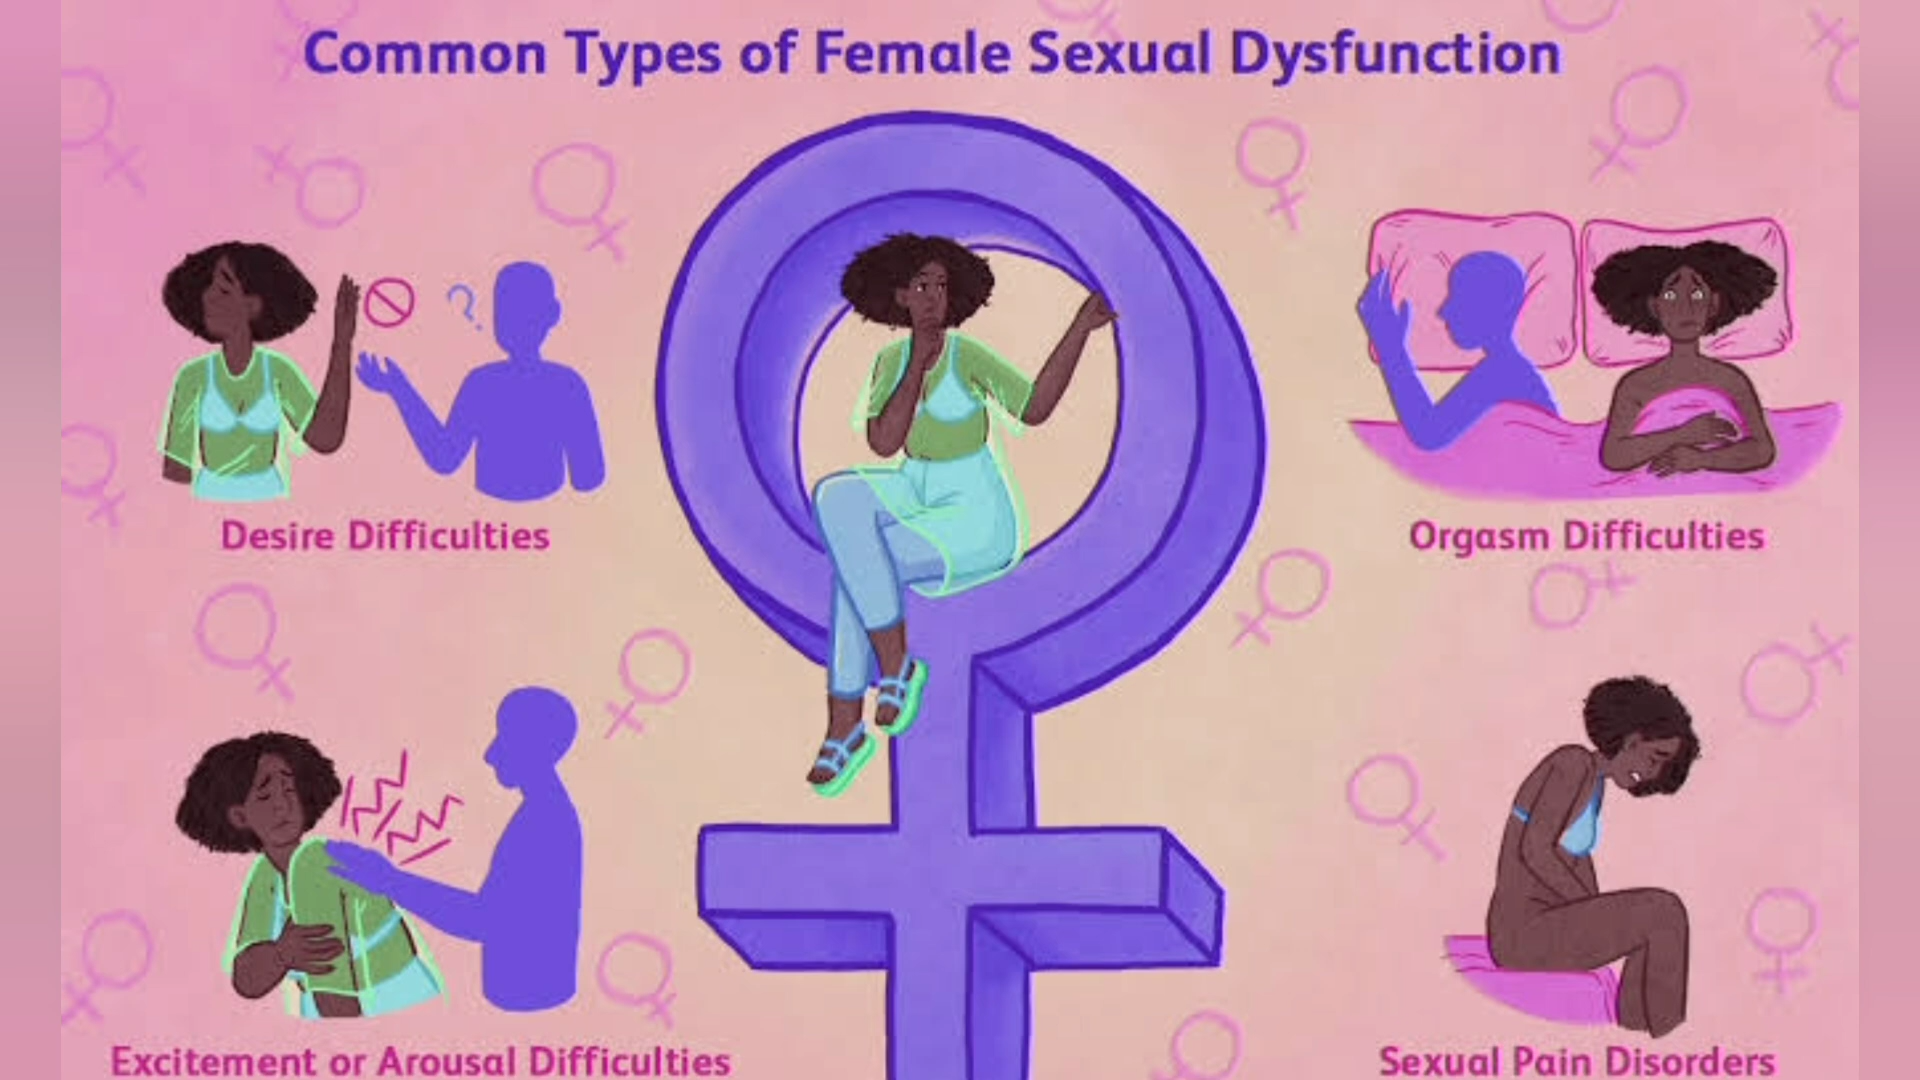 Common Types of Female Sexual Dysfunction
?
Desire Difficulties
Orgasm Difficulties
Excitement or Arousal Difficulties
Sexual Pain Disorders